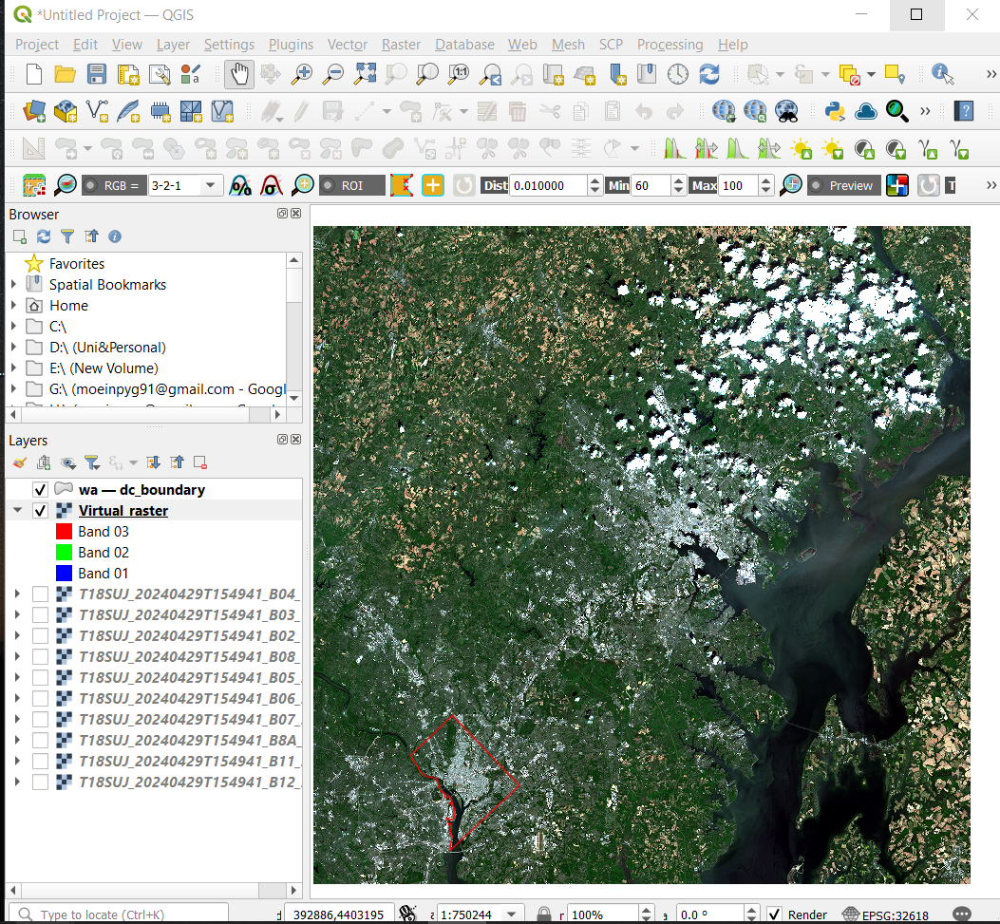 *Untitled Project — QGIS
Project Edit View Layer Settings Plugins Vector Raster Database Web Mesh SCP Processing Help
RGB = 3-2-1 ROI Dist 0.010000 Min 60 Max 100 Preview T
Browser
Favorites
Spatial Bookmarks
Home
C:\
D:\ (Uni&Personal)
E:\ (New Volume)
G:\ (moeinpyg91@gmail.com - Googl
Layers
wa — dc_boundary
Virtual_raster
Band 03
Band 02
Band 01
T18SUJ_20240429T154941_B04_
T18SUJ_20240429T154941_B03_
T18SUJ_20240429T154941_B02_
T18SUJ_20240429T154941_B08_
T18SUJ_20240429T154941_B05_
T18SUJ_20240429T154941_B06_
T18SUJ_20240429T154941_B07_
T18SUJ_20240429T154941_B8A_
T18SUJ_20240429T154941_B11_
T18SUJ_20240429T154941_B12_
Type to locate (Ctrl+K) 392886,4403195 1:750244 100% 0.0 ° Render EPSG:32618